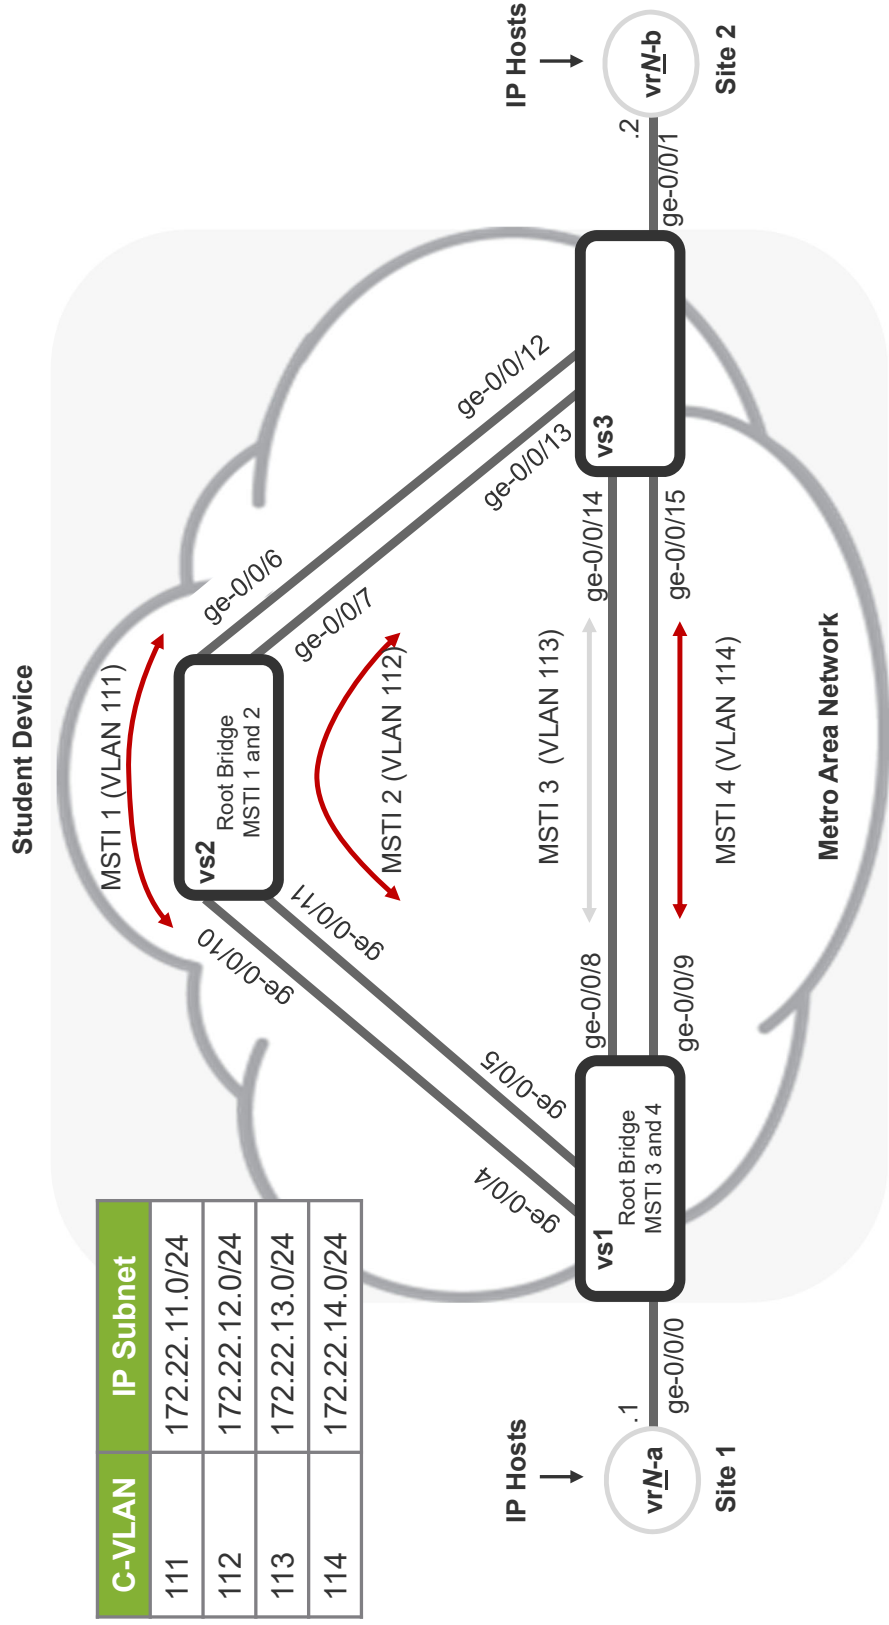 Student Device
C-VLAN IP Subnet
111 172.22.11.0/24
112 172.22.12.0/24
113 172.22.13.0/24
114 172.22.14.0/24
MSTI 1 (VLAN 111)
vs2
Root Bridge
MSTI 1 and 2
ge-0/0/10
ge-0/0/11
ge-0/0/6
ge-0/0/7
MSTI 2 (VLAN 112)
ge-0/0/4
ge-0/0/5
ge-0/0/12
ge-0/0/13
IP Hosts
IP Hosts
MSTI 3 (VLAN 113)
vs1
Root Bridge
MSTI 3 and 4
ge-0/0/8
ge-0/0/14
vs3
.1
.2
vrN-a
vrN-b
ge-0/0/0
ge-0/0/9
ge-0/0/15
ge-0/0/1
MSTI 4 (VLAN 114)
Site 1
Site 2
Metro Area Network